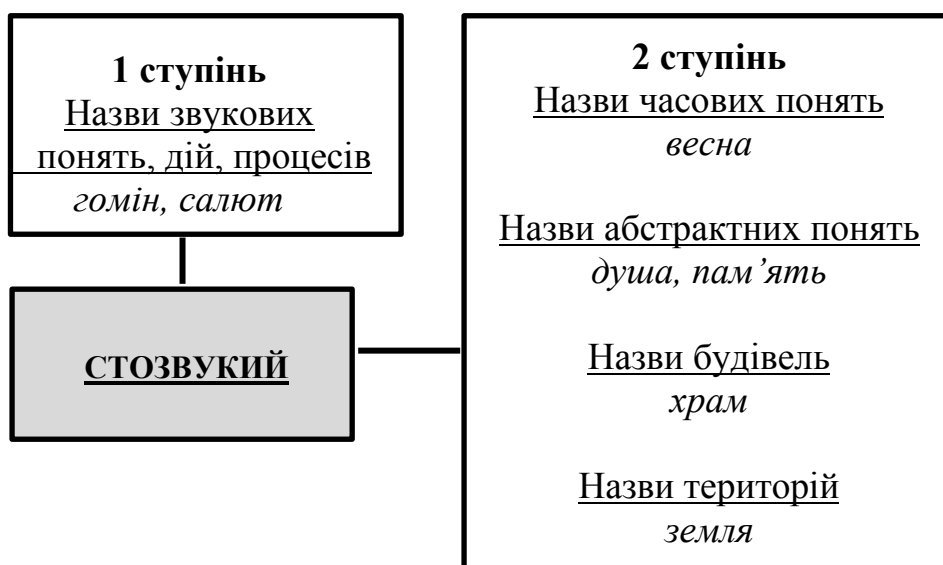 1 ступінь
Назви звукових
понять, дій, процесів
гомін, салют
СТОЗВУКИЙ
2 ступінь
Назви часових понять
весна
Назви абстрактних понять
душа, пам’ять
Назви будівель
храм
Назви територій
земля